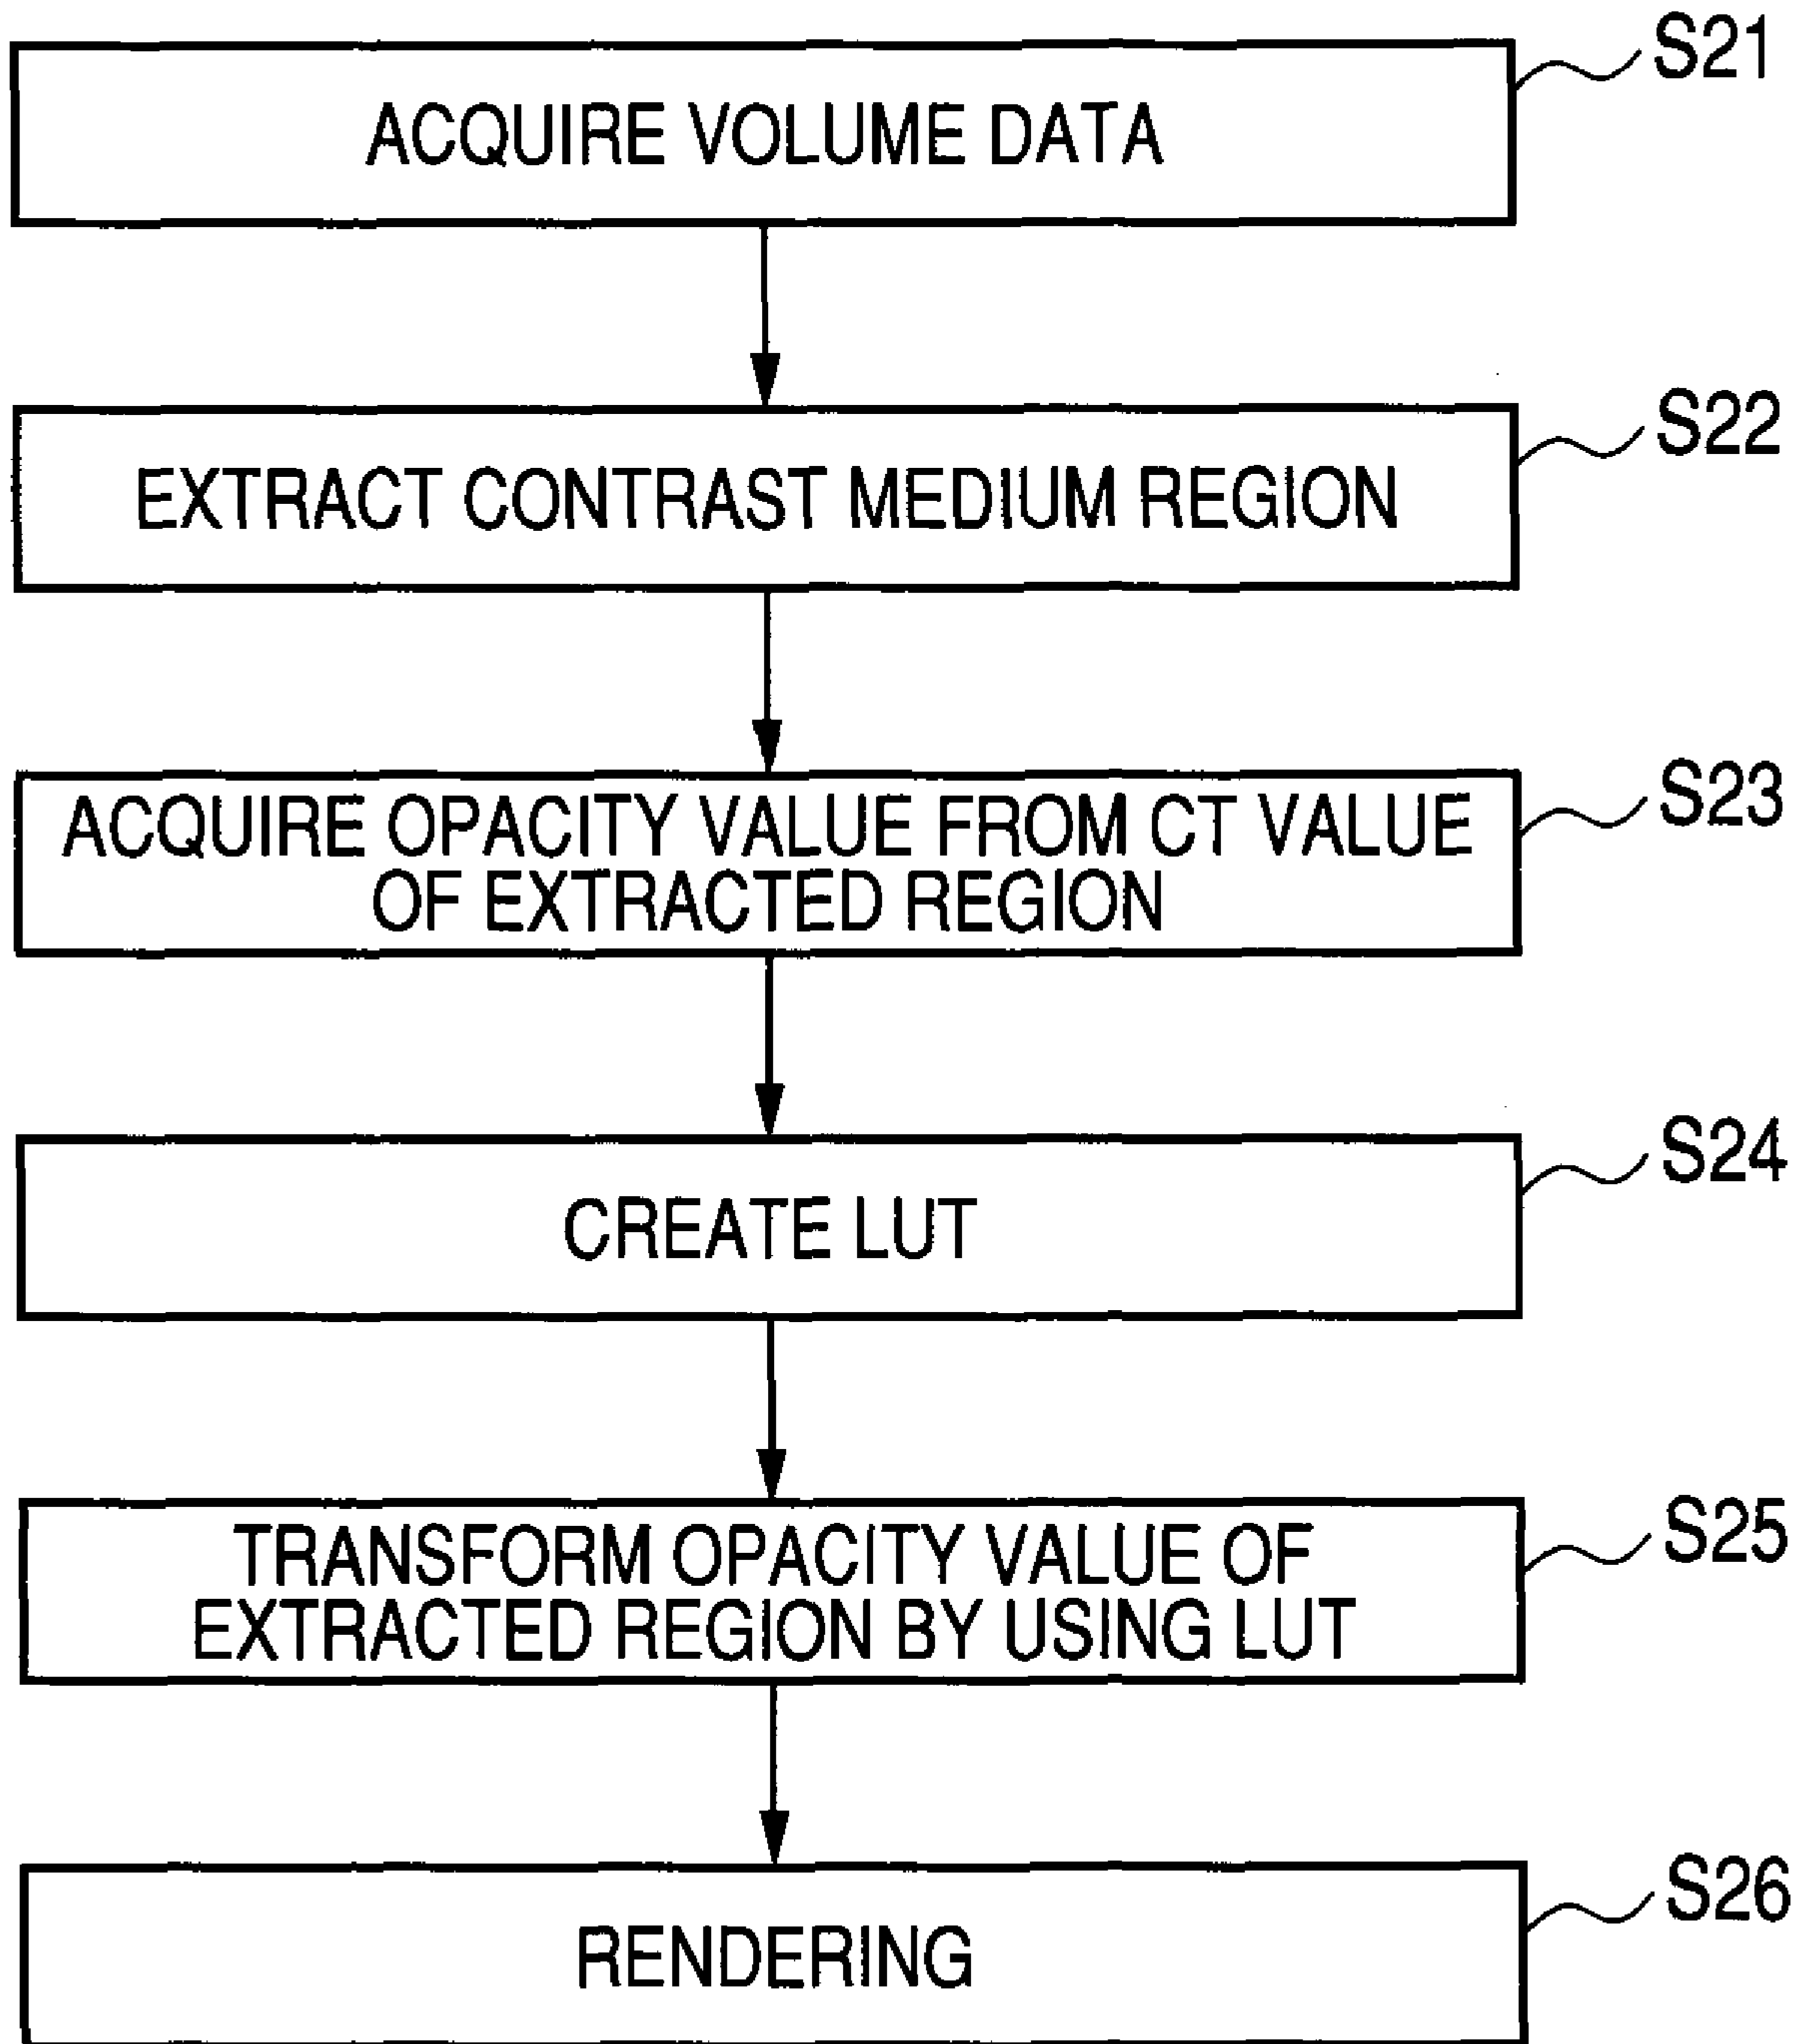 S21
ACQUIRE VOLUME DATA
S22
EXTRACT CONTRAST MEDIUM REGION
S23
ACQUIRE OPACITY VALUE FROM CT VALUE
OF EXTRACTED REGION
S24
CREATE LUT
S25
TRANSFORM OPACITY VALUE OF
EXTRACTED REGION BY USING LUT
S26
RENDERING